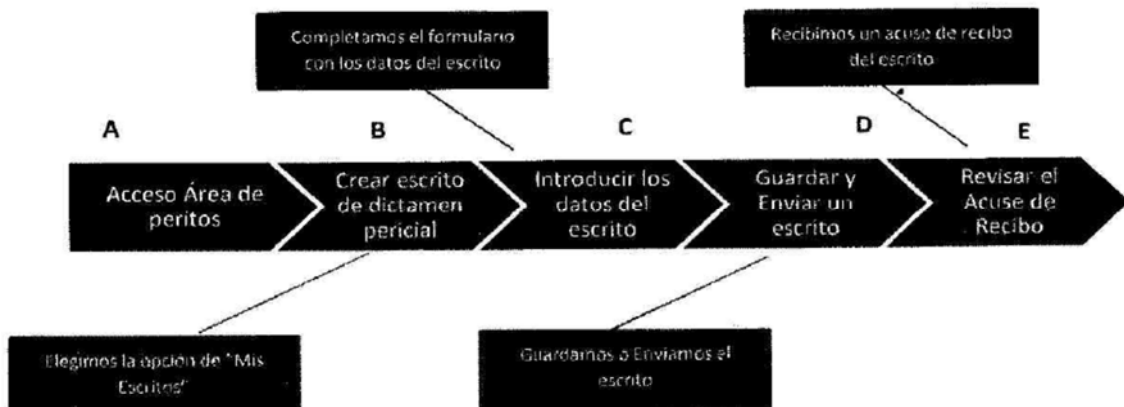 Completamos el formulario
con los datos del escrito
Recibimos un acuse de recibo
del escrito
A
B
C
D
E
Acceso Área de
peritos
Crear escrito
de dictamen
pericial
Introducir los
datos del
escrito
Guardar y
Enviar un
escrito
Revisar el
Acuse de
Recibo
Elegimos la opción de "Mis
Escritos"
Guardamos o Enviamos el
escrito